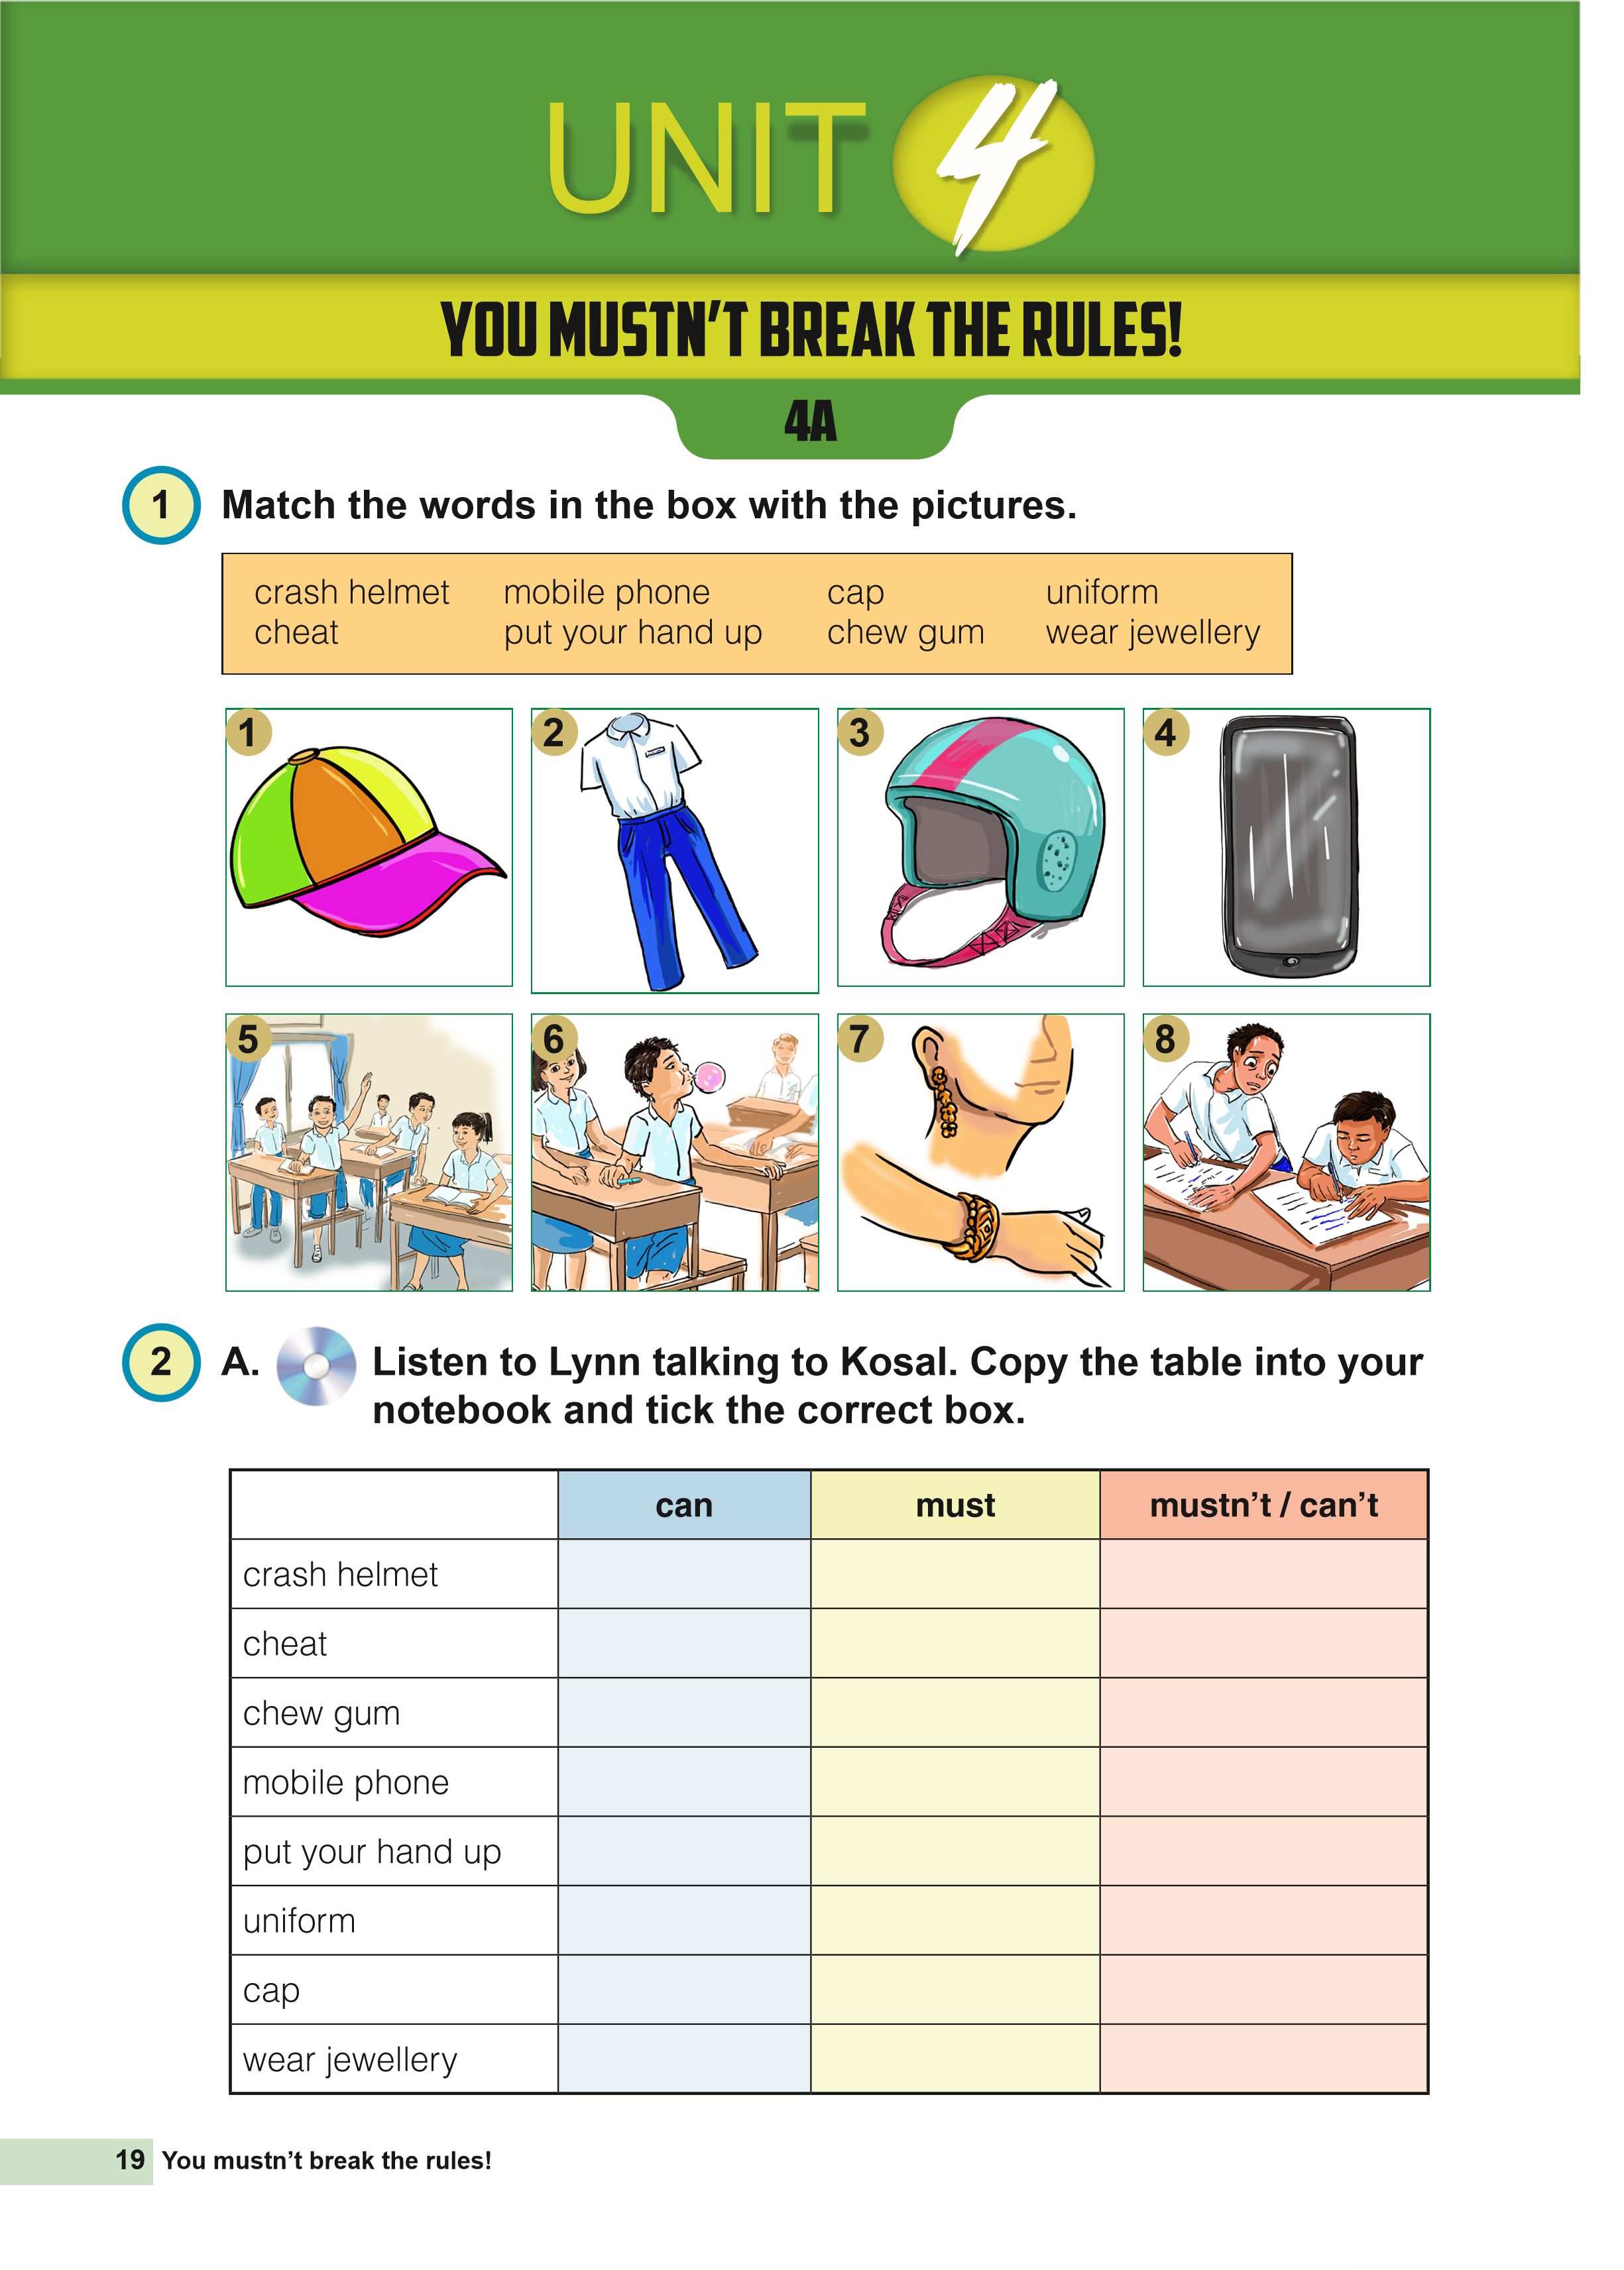 UNIT 4
YOU MUSTN'T BREAK THE RULES!
4A
1 Match the words in the box with the pictures.
crash helmet mobile phone cap uniform
cheat put your hand up chew gum wear jewellery
1 2 3 4
5 6 7 8
2 A. Listen to Lynn talking to Kosal. Copy the table into your
notebook and tick the correct box.
can must mustn't / can't
crash helmet
cheat
chew gum
mobile phone
put your hand up
uniform
cap
wear jewellery
19 You mustn't break the rules!